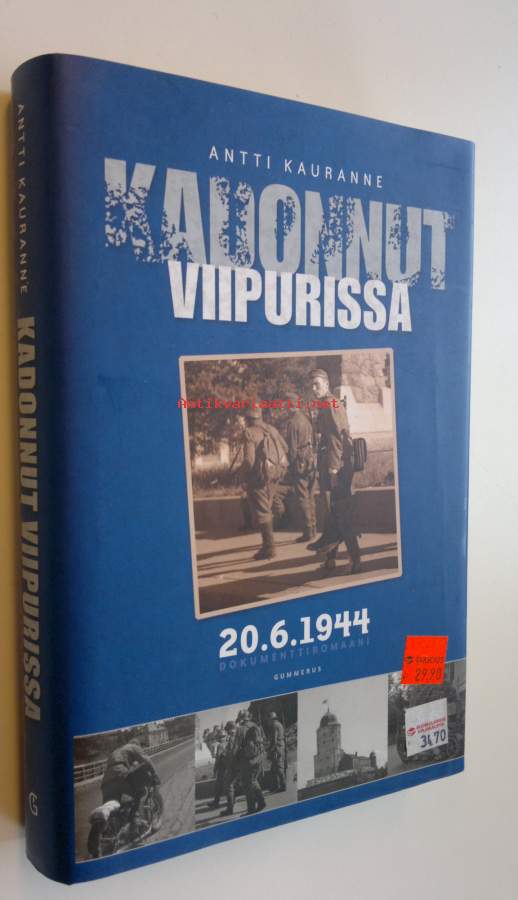 ANTTI KAURANNE
KADONNUT
VIIPURISSA
Antikvariaatti.net
20.6.1944
DOKUMENTTIROMAANI
GUMMERUS
29,90
34,70
ANTTI KAURANNE
KADONNUT VIIPURISSA
G